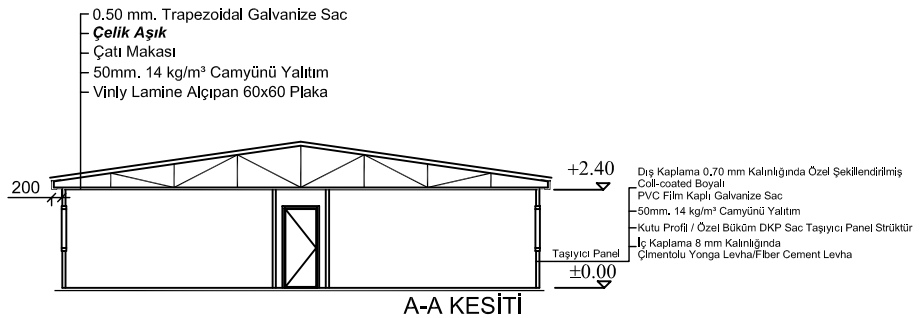 0.50 mm. Trapezoidal Galvanize Sac
Çelik Aşık
Çatı Makası
50mm. 14 kg/m³ Camyünü Yalıtım
Vinly Lamine Alçıpan 60x60 Plaka
200
+2.40
Dış Kaplama 0.70 mm Kalınlığında Özel Şekillendirilmiş
Coll-coated Boyalı
PVC Film Kaplı Galvanize Sac
50mm. 14 kg/m³ Camyünü Yalıtım
Kutu Profil / Özel Büküm DKP Sac Taşıyıcı Panel Strüktür
İç Kaplama 8 mm Kalınlığında
Çimentolu Yonga Levha/Fiber Cement Levha
Taşıyıcı Panel
±0.00
A-A KESİTİ